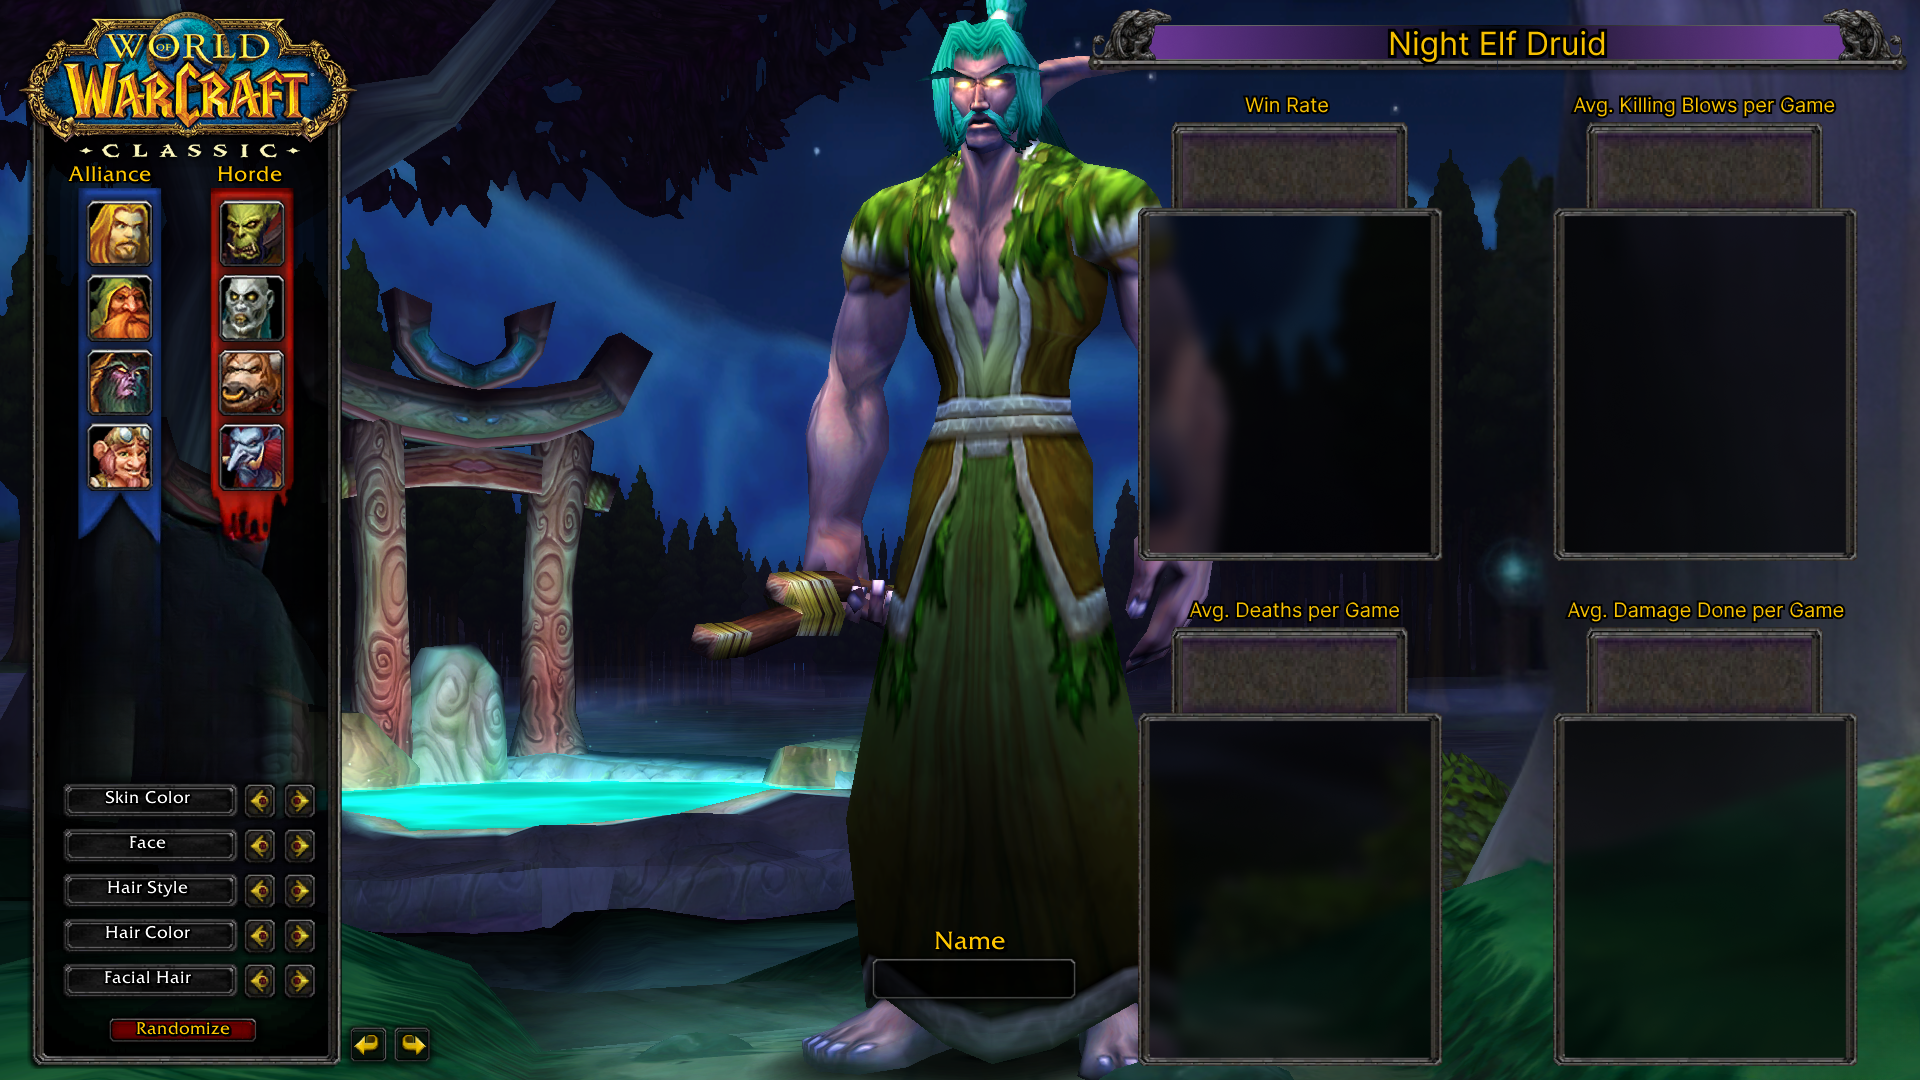 WORLD OF
WARCRAFT
CLASSIC
Alliance
Horde
Skin Color
Face
Hair Style
Hair Color
Facial Hair
Randomize
Name
Night Elf Druid
Win Rate
Avg. Killing Blows per Game
Avg. Deaths per Game
Avg. Damage Done per Game